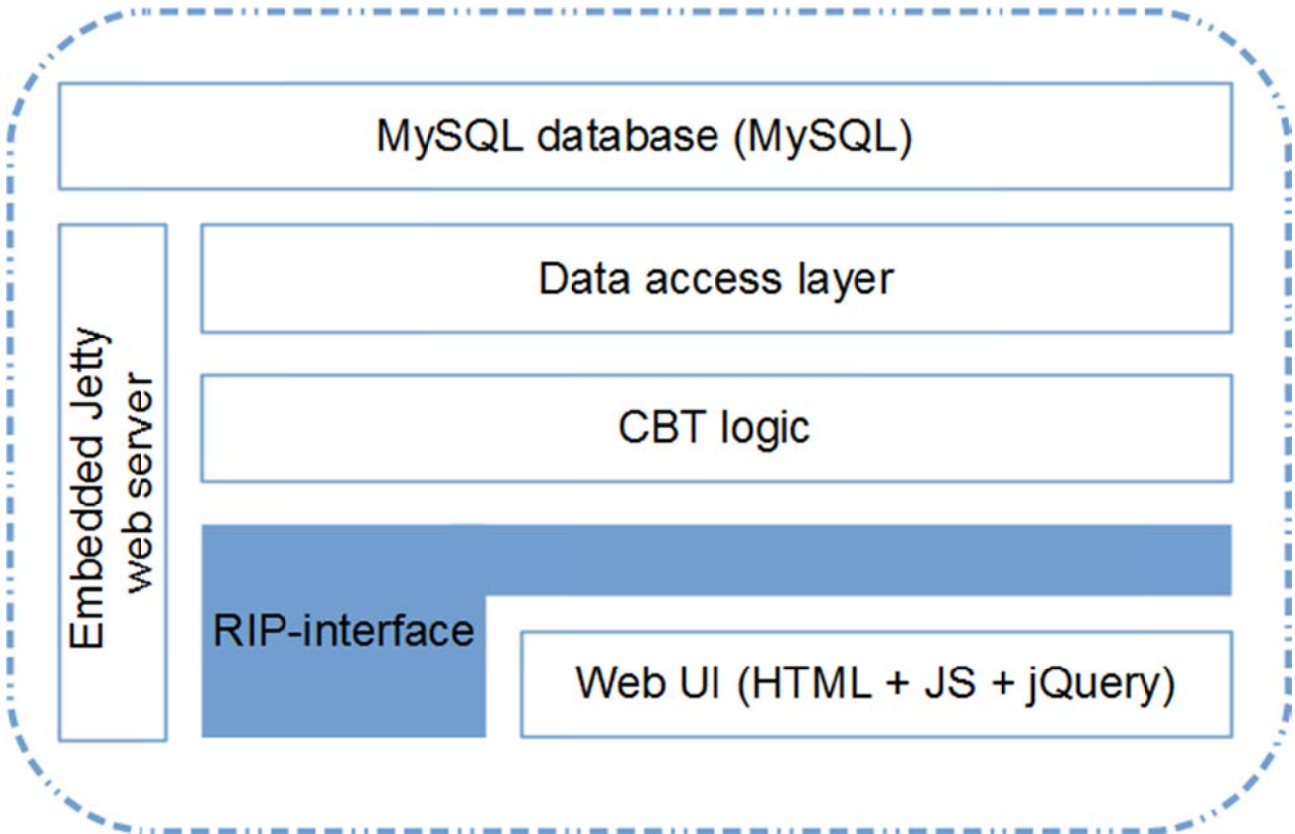 MySQL database (MySQL)
Embedded Jetty
web server
Data access layer
CBT logic
RIP-interface
Web UI (HTML + JS + jQuery)